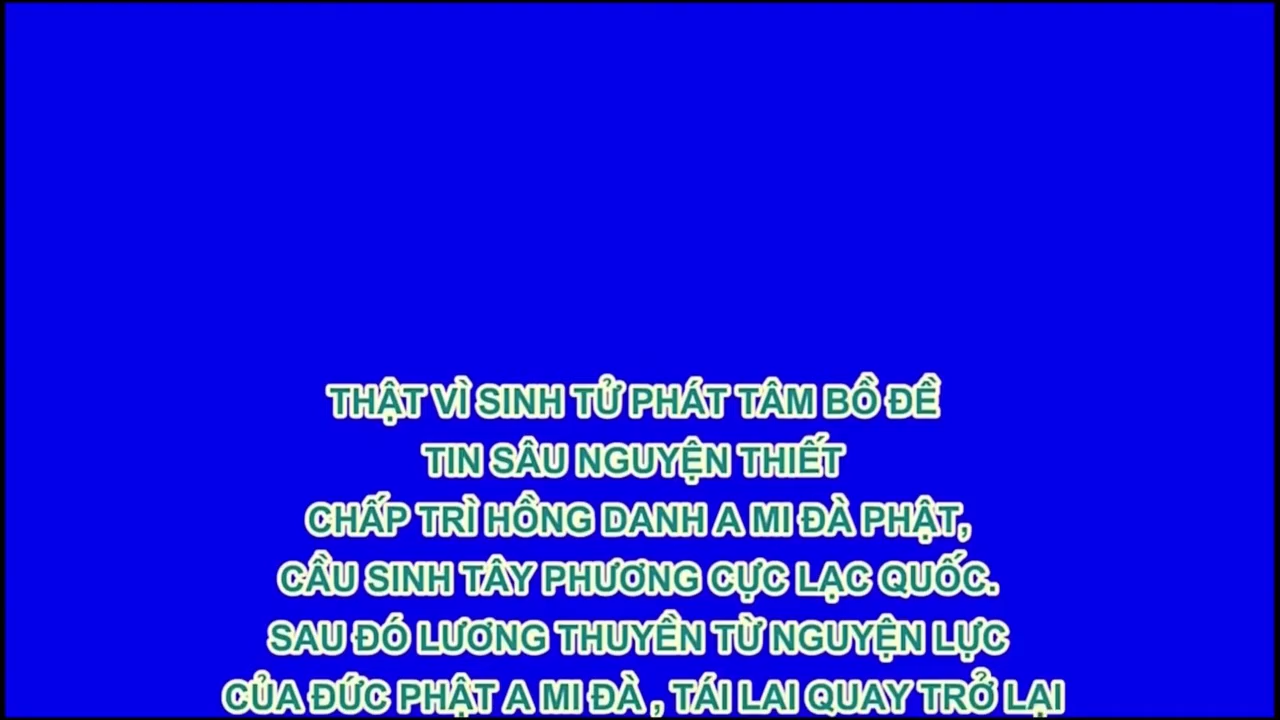 THẬT VÌ SINH TỬ PHÁT TÂM BỒ ĐỀ
TIN SÂU NGUYỆN THIẾT
CHẤP TRÌ HỒNG DANH A MI ĐÀ PHẬT,
CẦU SINH TÂY PHƯƠNG CỰC LẠC QUỐC.
SAU ĐÓ LƯƠNG THUYỀN TỪ NGUYỆN LỰC
CỦA ĐỨC PHẬT A MI ĐÀ , TÁI LAI QUAY TRỞ LẠI